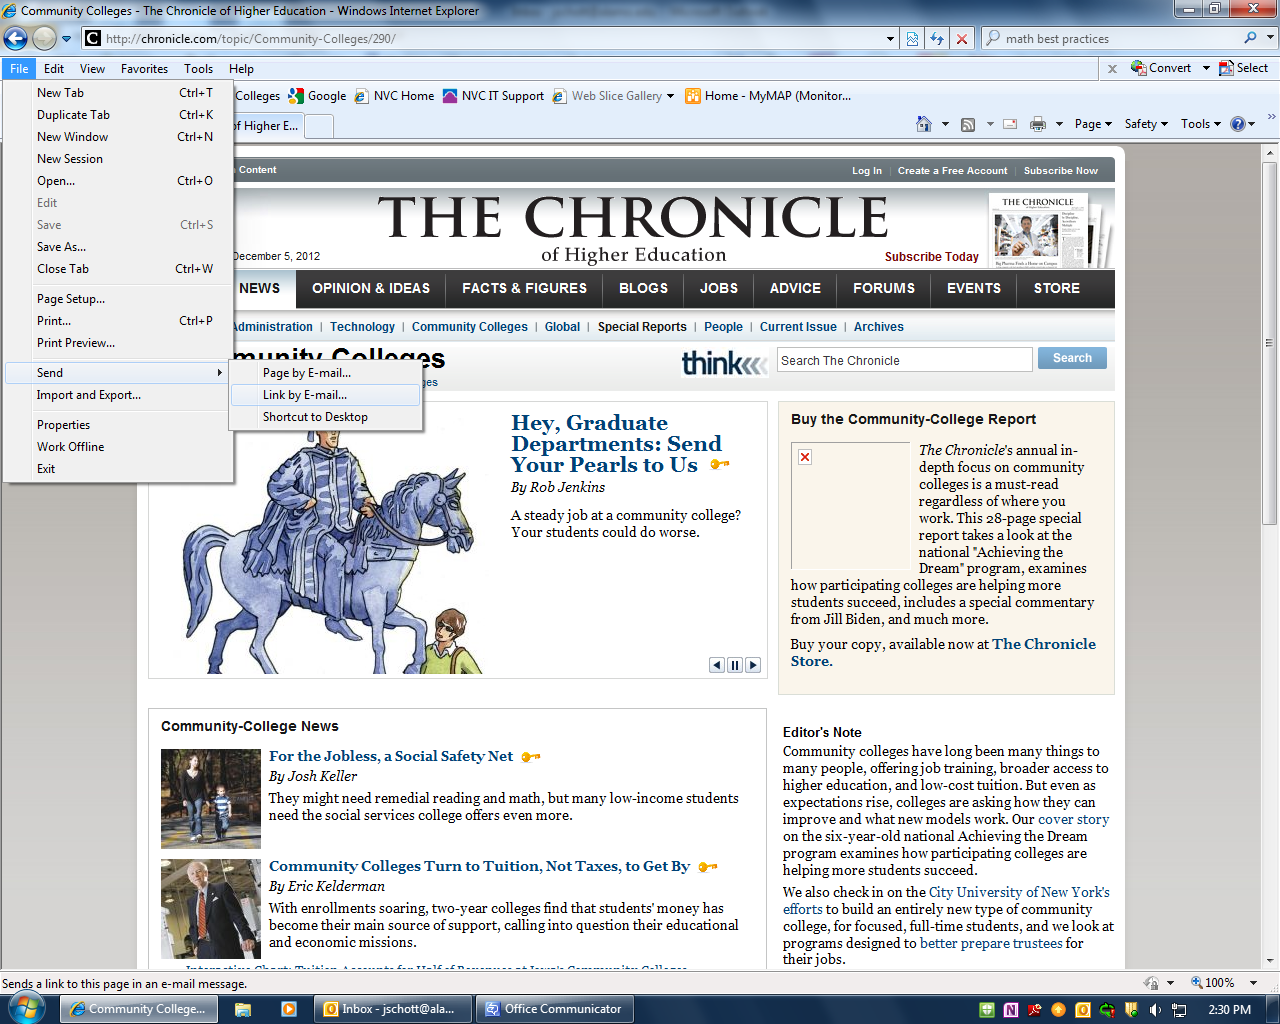 Community Colleges - The Chronicle of Higher Education - Windows Internet Explorer
http://chronicle.com/topic/Community-Colleges/290/
math best practices
File Edit View Favorites Tools Help
Convert Select
Colleges Google NVC Home NVC IT Support Web Slice Gallery Home - MyMAP (Monitor...
of Higher E...
Page Safety Tools
New Tab Ctrl+T
Duplicate Tab Ctrl+K
New Window Ctrl+N
New Session
Open... Ctrl+O
Edit
Save Ctrl+S
Save As...
Close Tab Ctrl+W
Page Setup...
Print... Ctrl+P
Print Preview...
Send
Import and Export...
Properties
Work Offline
Exit
Page by E-mail...
Link by E-mail...
Shortcut to Desktop
Content
Log In | Create a Free Account | Subscribe Now
THE CHRONICLE
of Higher Education
December 5, 2012
Subscribe Today
THE CHRONICLE
NEWS OPINION & IDEAS FACTS & FIGURES BLOGS JOBS ADVICE FORUMS EVENTS STORE
Administration | Technology | Community Colleges | Global | Special Reports | People | Current Issue | Archives
munity Colleges
ges
think
Search The Chronicle
Search
Hey, Graduate
Departments: Send
Your Pearls to Us
By Rob Jenkins
A steady job at a community college?
Your students could do worse.
Buy the Community-College Report
The Chronicle's annual in-
depth focus on community
colleges is a must-read
regardless of where you
work. This 28-page special
report takes a look at the
national "Achieving the
Dream" program, examines
how participating colleges are helping more
students succeed, includes a special commentary
from Jill Biden, and much more.
Buy your copy, available now at The Chronicle
Store.
Community-College News
For the Jobless, a Social Safety Net
By Josh Keller
They might need remedial reading and math, but many low-income students
need the social services college offers even more.
Community Colleges Turn to Tuition, Not Taxes, to Get By
By Eric Kelderman
With enrollments soaring, two-year colleges find that students' money has
become their main source of support, calling into question their educational
and economic missions.
Interactive Chart: Tuition Accounts for Half of Revenues at Iowa's Community Colleges
Editor's Note
Community colleges have long been many things to
many people, offering job training, broader access to
higher education, and low-cost tuition. But even as
expectations rise, colleges are asking how they can
improve and what new models work. Our cover story
on the six-year-old national Achieving the Dream
program examines how participating colleges are
helping more students succeed.
We also check in on the City University of New York's
efforts to build an entirely new type of community
college, for focused, full-time students, and we look at
programs designed to better prepare trustees for
their jobs.
Sends a link to this page in an e-mail message.
100%
Community College... Inbox - jschott@ala... Office Communicator
2:30 PM